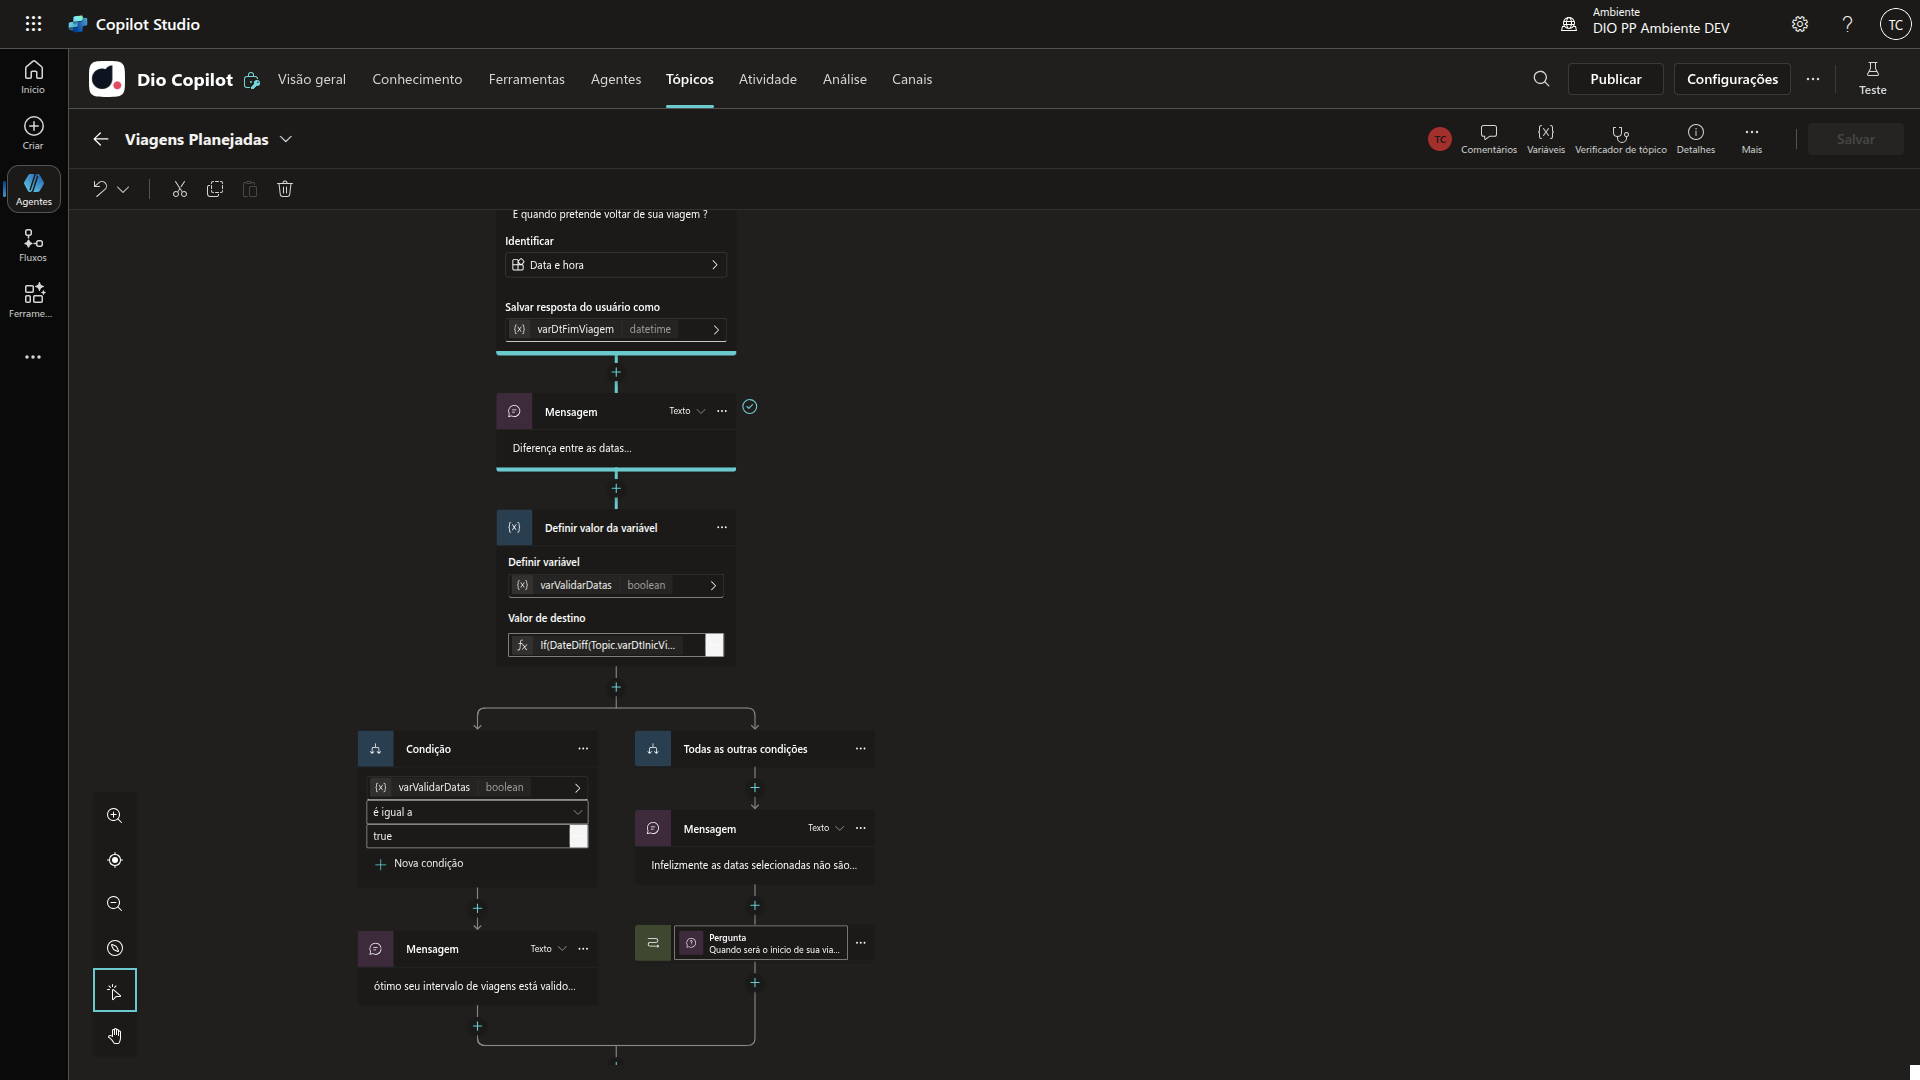 Copilot Studio
Ambiente
DIO PP Ambiente DEV
TC
Início
Criar
Agentes
Fluxos
Ferrame...
Dio Copilot
Visão geral
Conhecimento
Ferramentas
Agentes
Tópicos
Atividade
Análise
Canais
Publicar
Configurações
Teste
Viagens Planejadas
TC
Comentários
Variáveis
Verificador de tópico
Detalhes
Mais
Salvar
E quando pretende voltar de sua viagem ?
Identificar
Data e hora
Salvar resposta do usuário como
{x} varDtFimViagem datetime
Mensagem Texto
Diferença entre as datas...
{x} Definir valor da variável
Definir variável
{x} varValidarDatas boolean
Valor de destino
fx If(DateDiff(Topic.varDtInicVi...
Condição
{x} varValidarDatas boolean
é igual a
true
Nova condição
Mensagem Texto
ótimo seu intervalo de viagens está valido...
Todas as outras condições
Mensagem Texto
Infelizmente as datas selecionadas não são...
Pergunta
Quando será o inicio de sua via...